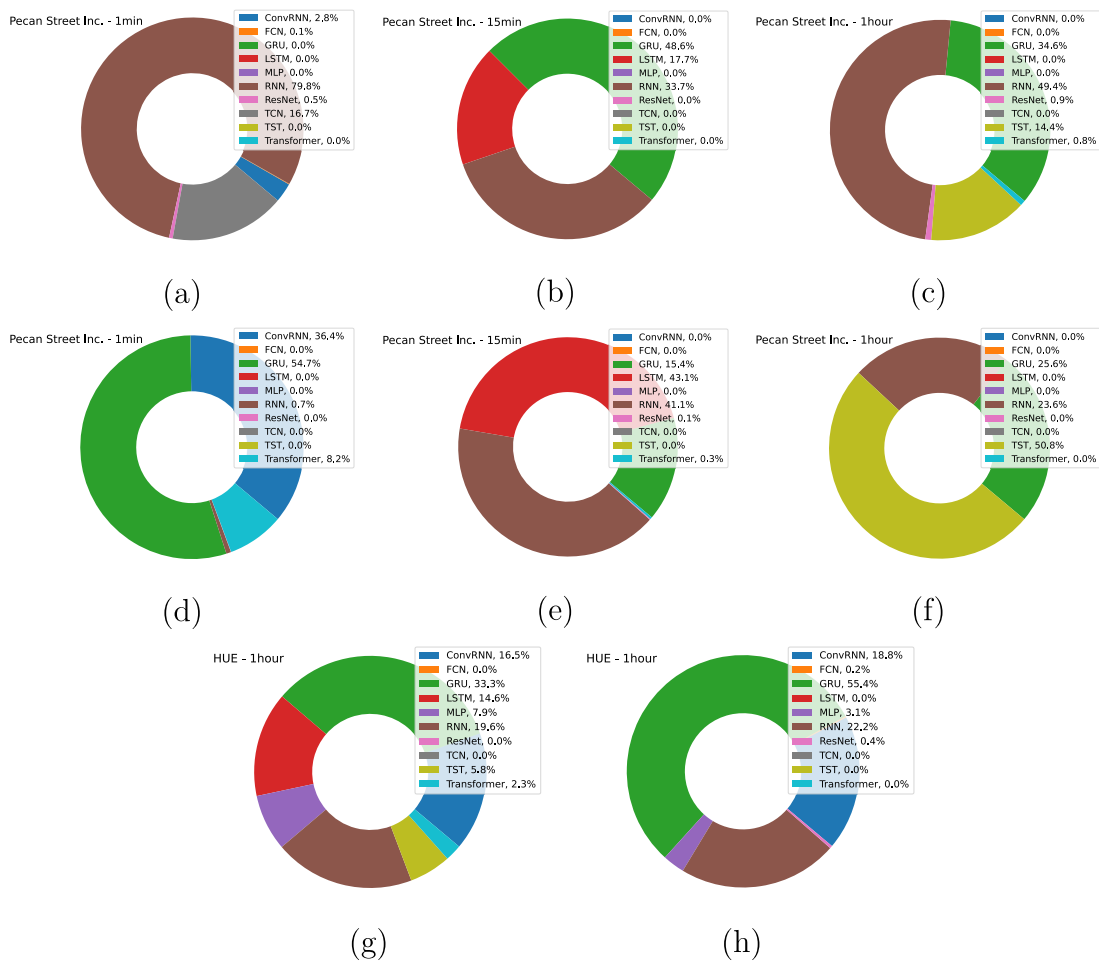 Pecan Street Inc. - 1min
ConvRNN, 2,8%
FCN, 0.1%
GRU, 0.0%
LSTM, 0.0%
MLP, 0.0%
RNN, 79,8%
ResNet, 0.5%
TCN, 16,7%
TST, 0.0%
Transformer, 0.0%
(a)
Pecan Street Inc. - 15min
ConvRNN, 0,0%
FCN, 0.0%
GRU, 48.6%
LSTM, 17.7%
MLP, 0.0%
RNN, 33.7%
ResNet, 0.0%
TCN, 0.0%
TST, 0.0%
Transformer, 0.0%
(b)
Pecan Street Inc. - 1hour
ConvRNN, 0.0%
FCN, 0.0%
GRU, 34.6%
LSTM, 0.0%
MLP, 0.0%
RNN, 49.4%
ResNet, 0.9%
TCN, 0.0%
TST, 14,4%
Transformer, 0.8%
(c)
Pecan Street Inc. - 1min
ConvRNN, 36,4%
FCN, 0.0%
GRU, 54.7%
LSTM, 0.0%
MLP, 0.0%
RNN, 0.7%
ResNet, 0.0%
TCN, 0.0%
TST, 0.0%
Transformer, 8,2%
(d)
Pecan Street Inc. - 15min
ConvRNN, 0.0%
FCN, 0.0%
GRU, 15.4%
LSTM, 43.1%
MLP, 0.0%
RNN, 41.1%
ResNet, 0.1%
TCN, 0.0%
TST, 0.0%
Transformer, 0.3%
(e)
Pecan Street Inc. - 1hour
ConvRNN, 0.0%
FCN, 0.0%
GRU, 25.6%
LSTM, 0.0%
MLP, 0.0%
RNN, 23.6%
ResNet, 0.0%
TCN, 0.0%
TST, 50.8%
Transformer, 0.0%
(f)
HUE - 1hour
ConvRNN, 16.5%
FCN, 0.0%
GRU, 33.3%
LSTM, 14.6%
MLP, 7.9%
RNN, 19.6%
ResNet, 0.0%
TCN, 0.0%
TST, 5.8%
Transformer, 2.3%
(g)
HUE - 1hour
ConvRNN, 18.8%
FCN, 0.2%
GRU, 55.4%
LSTM, 0.0%
MLP, 3.1%
RNN, 22.2%
ResNet, 0.4%
TCN, 0.0%
TST, 0.0%
Transformer, 0.0%
(h)